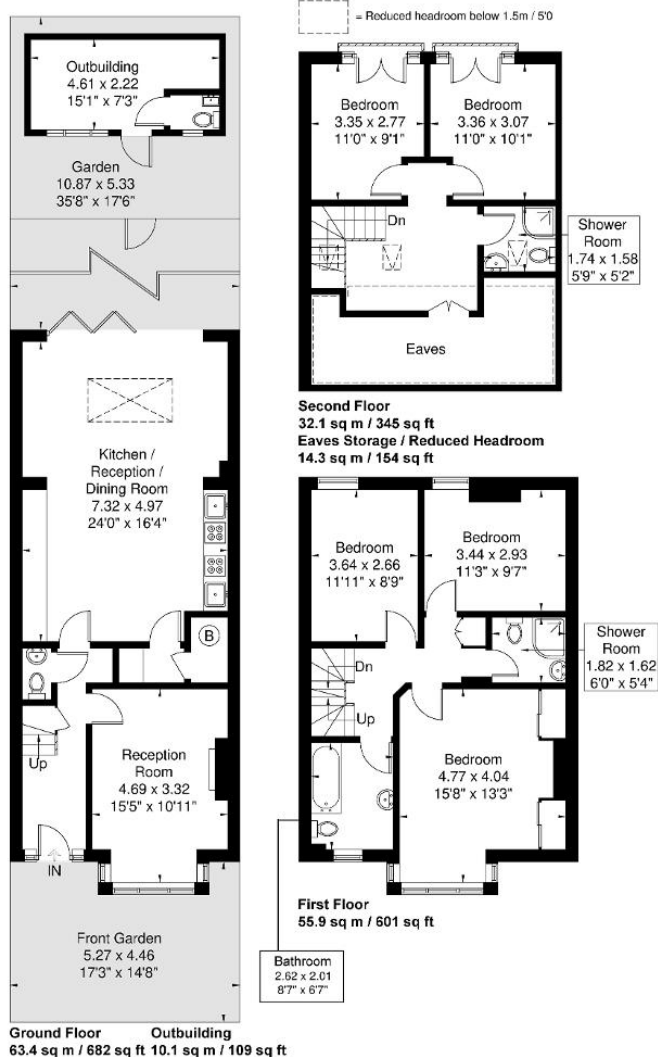 = Reduced headroom below 1.5m / 5'0
Outbuilding
4.61 x 2.22
15'1" x 7'3"
Garden
10.87 x 5.33
35'8" x 17'6"
Kitchen /
Reception /
Dining Room
7.32 x 4.97
24'0" x 16'4"
B
Up
Reception
Room
4.69 x 3.32
15'5" x 10'11"
IN
Front Garden
5.27 x 4.46
17'3" x 14'8"
Ground Floor
63.4 sq m / 682 sq ft
Outbuilding
10.1 sq m / 109 sq ft
Bedroom
3.35 x 2.77
11'0" x 9'1"
Bedroom
3.36 x 3.07
11'0" x 10'1"
Dn
Shower
Room
1.74 x 1.58
5'9" x 5'2"
Eaves
Second Floor
32.1 sq m / 345 sq ft
Eaves Storage / Reduced Headroom
14.3 sq m / 154 sq ft
Bedroom
3.64 x 2.66
11'11" x 8'9"
Bedroom
3.44 x 2.93
11'3" x 9'7"
Shower
Room
1.82 x 1.62
6'0" x 5'4"
Dn
Up
Bedroom
4.77 x 4.04
15'8" x 13'3"
First Floor
55.9 sq m / 601 sq ft
Bathroom
2.62 x 2.01
8'7" x 6'7"